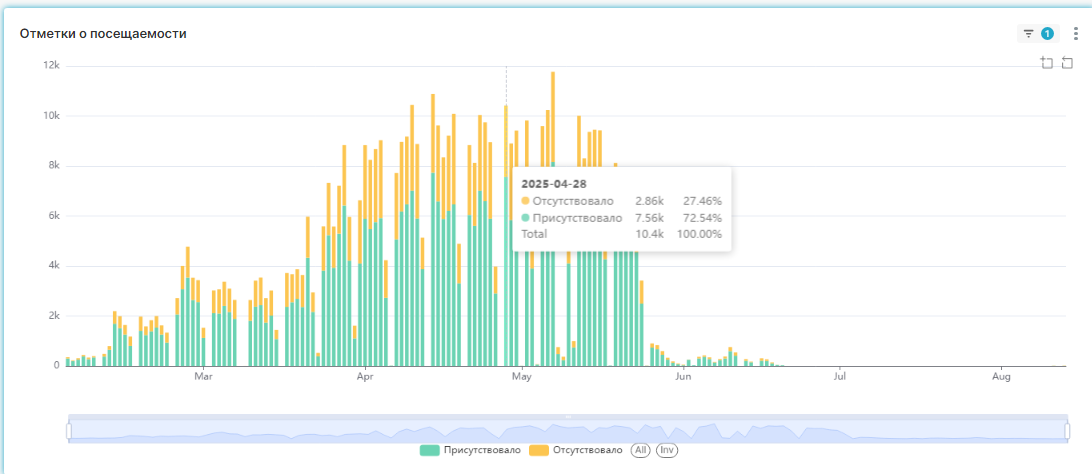 Отметки о посещаемости
1
12k
10k
8k
6k
4k
2k
0
2025-04-28
Отсутствовало 2.86k 27.46%
Присутствовало 7.56k 72.54%
Total 10.4k 100.00%
Mar Apr May Jun Jul Aug
Присутствовало Отсутствовало All Inv